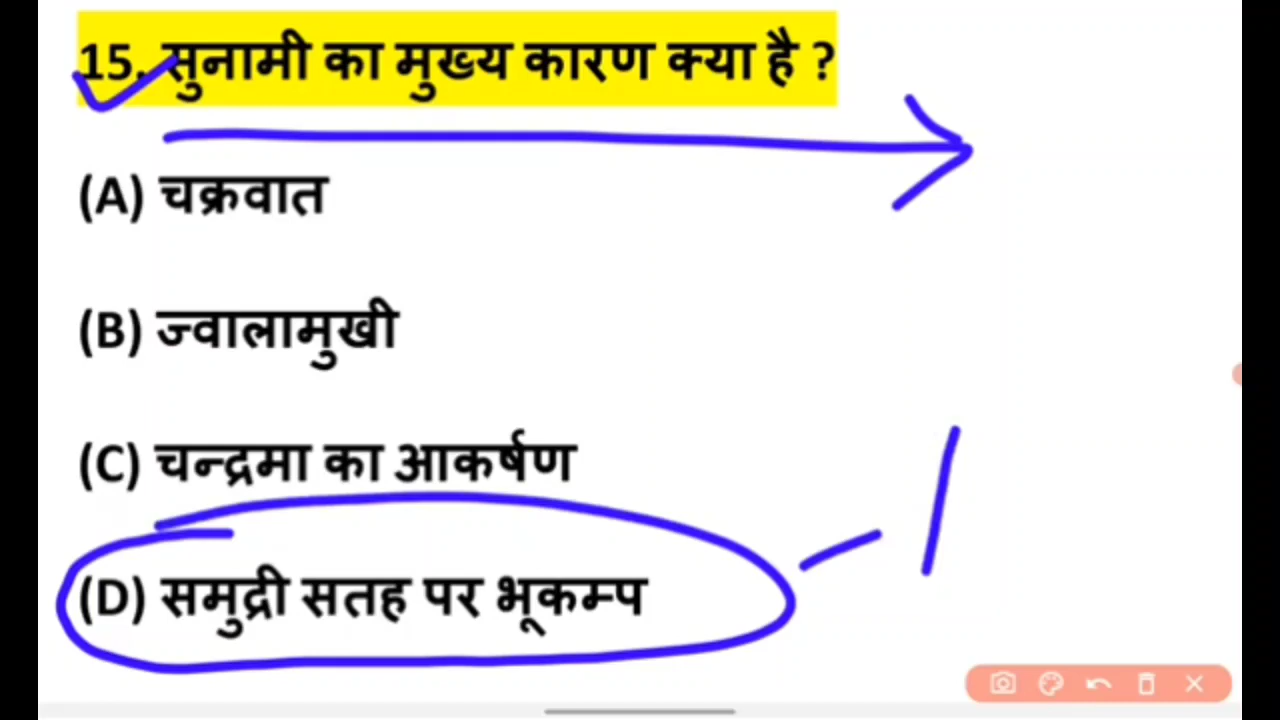 15. सुनामी का मुख्य कारण क्या है ?
(A) चक्रवात
(B) ज्वालामुखी
(C) चन्द्रमा का आकर्षण
(D) समुद्री सतह पर भूकम्प